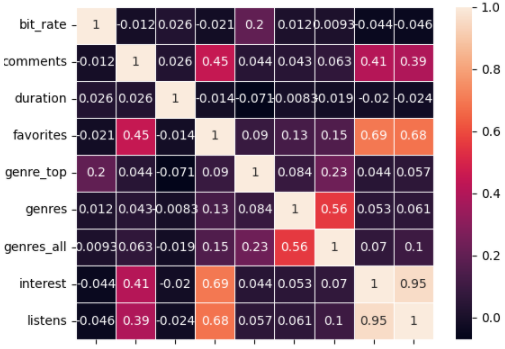 bit_rate 1 -0.012 0.026 -0.021 0.2 0.012 0.0093 -0.044 -0.046
comments -0.012 1 0.026 0.45 0.044 0.043 0.063 0.41 0.39
duration 0.026 0.026 1 -0.014 -0.071 -0.0083 -0.019 -0.02 -0.024
favorites -0.021 0.45 -0.014 1 0.09 0.13 0.15 0.69 0.68
genre_top 0.2 0.044 -0.071 0.09 1 0.084 0.23 0.044 0.057
genres 0.012 0.043 -0.0083 0.13 0.084 1 0.56 0.053 0.061
genres_all 0.0093 0.063 -0.019 0.15 0.23 0.56 1 0.07 0.1
interest -0.044 0.41 -0.02 0.69 0.044 0.053 0.07 1 0.95
listens -0.046 0.39 -0.024 0.68 0.057 0.061 0.1 0.95 1
1.0
0.8
0.6
0.4
0.2
0.0